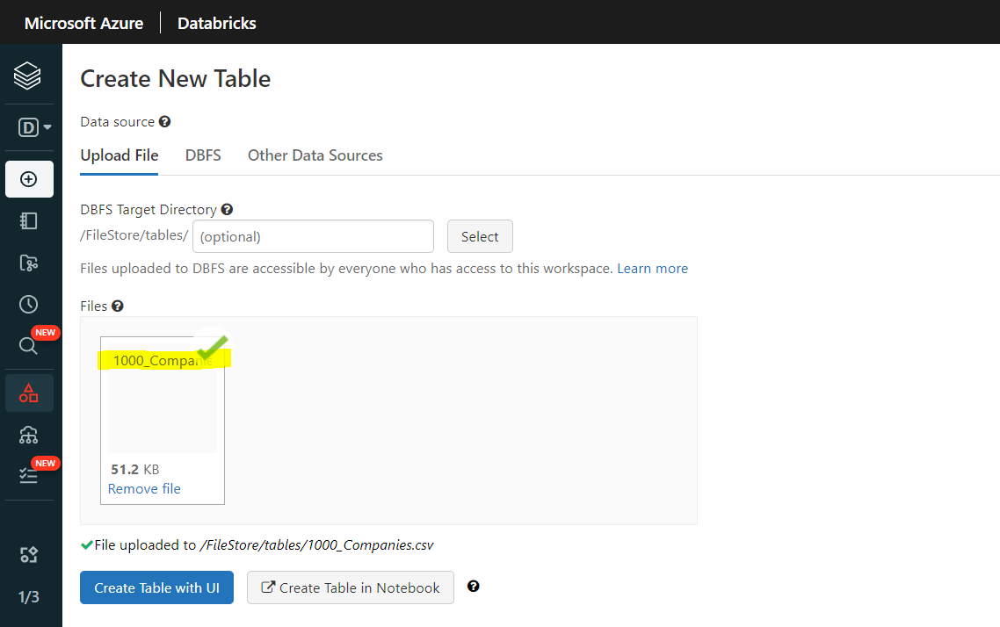 Microsoft Azure Databricks
Create New Table
D
Data source
Upload File DBFS Other Data Sources
DBFS Target Directory
/FileStore/tables/ (optional) Select
Files uploaded to DBFS are accessible by everyone who has access to this workspace. Learn more
Files
NEW
1000_Companie
51.2 KB
NEW
Remove file
File uploaded to /FileStore/tables/1000_Companies.csv
Create Table with UI Create Table in Notebook
1/3